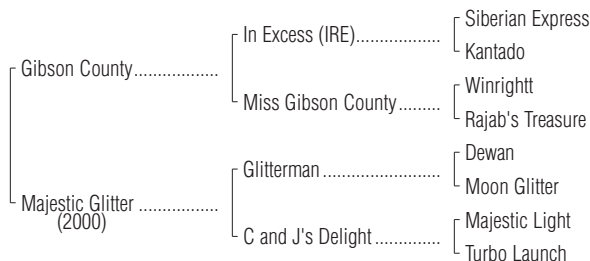 Siberian Express
In Excess (IRE)..................
Kantado
Gibson County..................
Winrightt
Miss Gibson County.........
Rajab's Treasure
Dewan
Glitterman.........................
Moon Glitter
Majestic Glitter.................
(2000)
Majestic Light
C and J's Delight...............
Turbo Launch